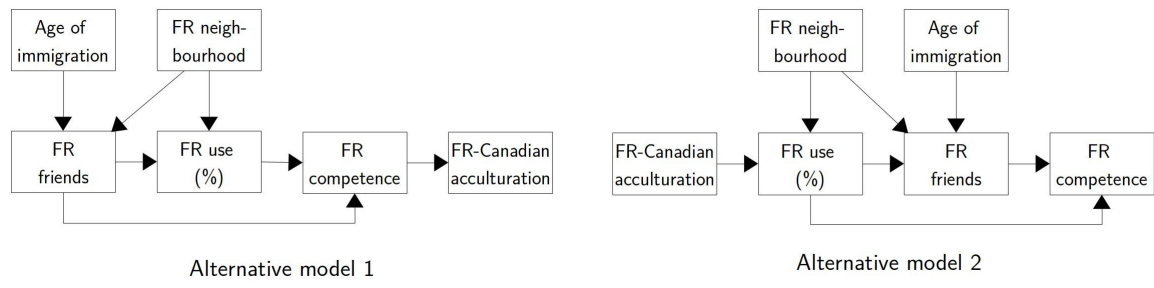 Age of
immigration
FR neigh-
bourhood
FR
friends
FR use
(%)
FR
competence
FR-Canadian
acculturation
Alternative model 1
FR neigh-
bourhood
Age of
immigration
FR-Canadian
acculturation
FR use
(%)
FR
friends
FR
competence
Alternative model 2